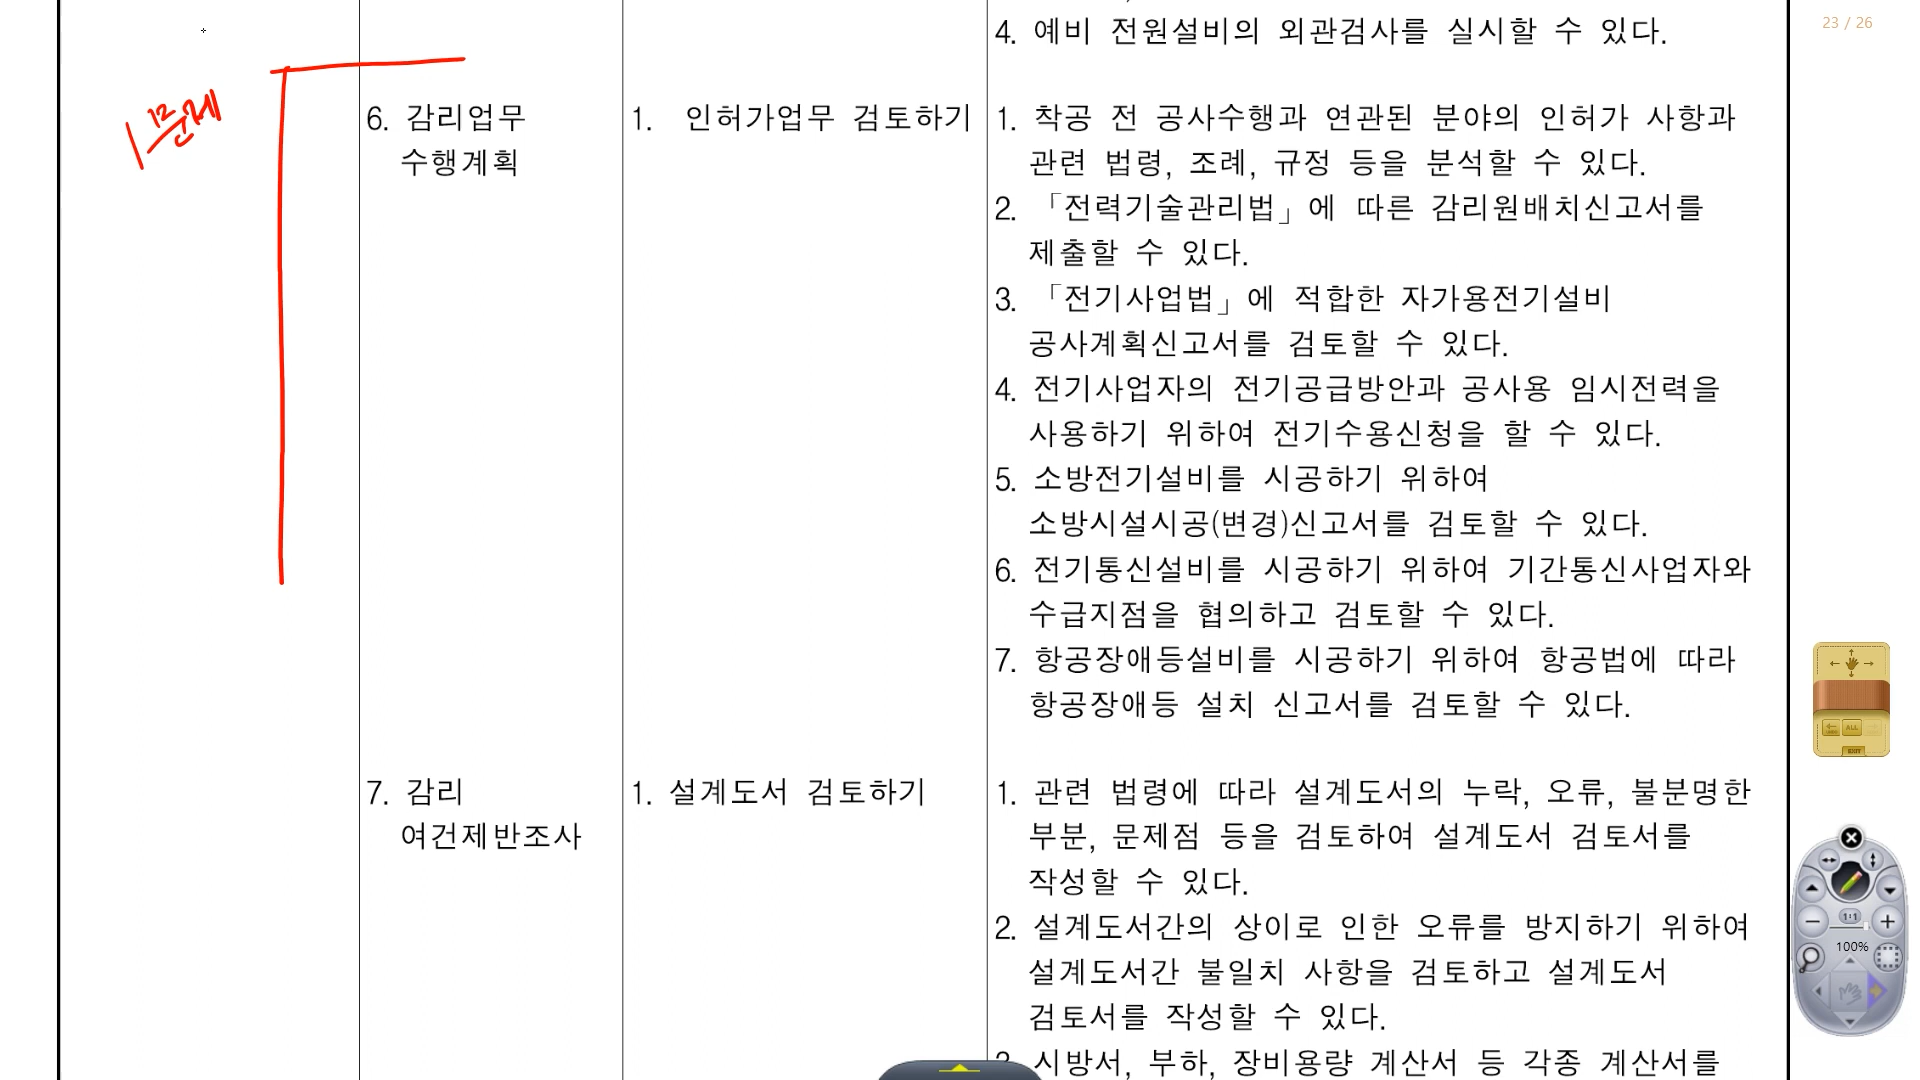 4. 예비 전원설비의 외관검사를 실시할 수 있다.
23 / 26
1문제
6. 감리업무
수행계획
1. 인허가업무 검토하기
1. 착공 전 공사수행과 연관된 분야의 인허가 사항과
관련 법령, 조례, 규정 등을 분석할 수 있다.
2. 「전력기술관리법」에 따른 감리원배치신고서를
제출할 수 있다.
3. 「전기사업법」에 적합한 자가용전기설비
공사계획신고서를 검토할 수 있다.
4. 전기사업자의 전기공급방안과 공사용 임시전력을
사용하기 위하여 전기수용신청을 할 수 있다.
5. 소방전기설비를 시공하기 위하여
소방시설시공(변경)신고서를 검토할 수 있다.
6. 전기통신설비를 시공하기 위하여 기간통신사업자와
수급지점을 협의하고 검토할 수 있다.
7. 항공장애등설비를 시공하기 위하여 항공법에 따라
항공장애등 설치 신고서를 검토할 수 있다.
7. 감리
여건제반조사
1. 설계도서 검토하기
1. 관련 법령에 따라 설계도서의 누락, 오류, 불분명한
부분, 문제점 등을 검토하여 설계도서 검토서를
작성할 수 있다.
2. 설계도서간의 상이로 인한 오류를 방지하기 위하여
설계도서간 불일치 사항을 검토하고 설계도서
검토서를 작성할 수 있다.
3. 시방서, 부하, 장비용량 계산서 등 각종 계산서를
ALL
EXIT
1:1
100%